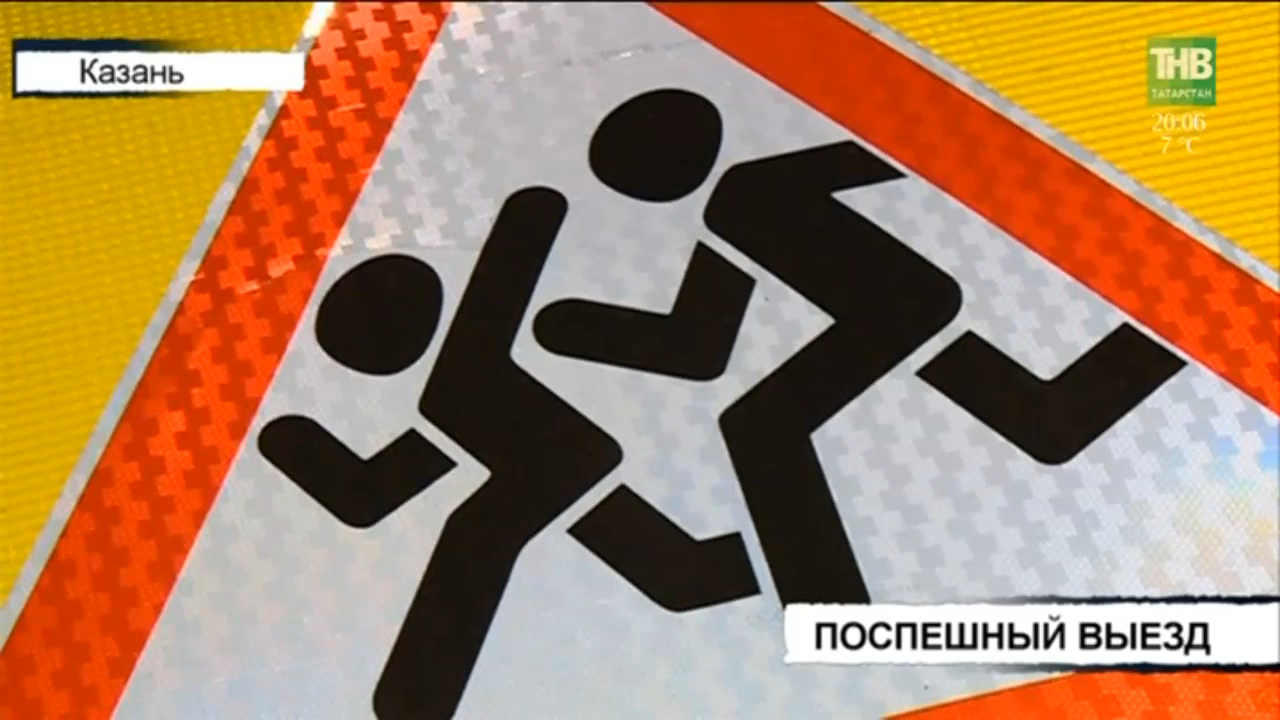 Казань
ТНВ
ТАТАРСТАН
20:06
7 °C
ПОСПЕШНЫЙ ВЫЕЗД